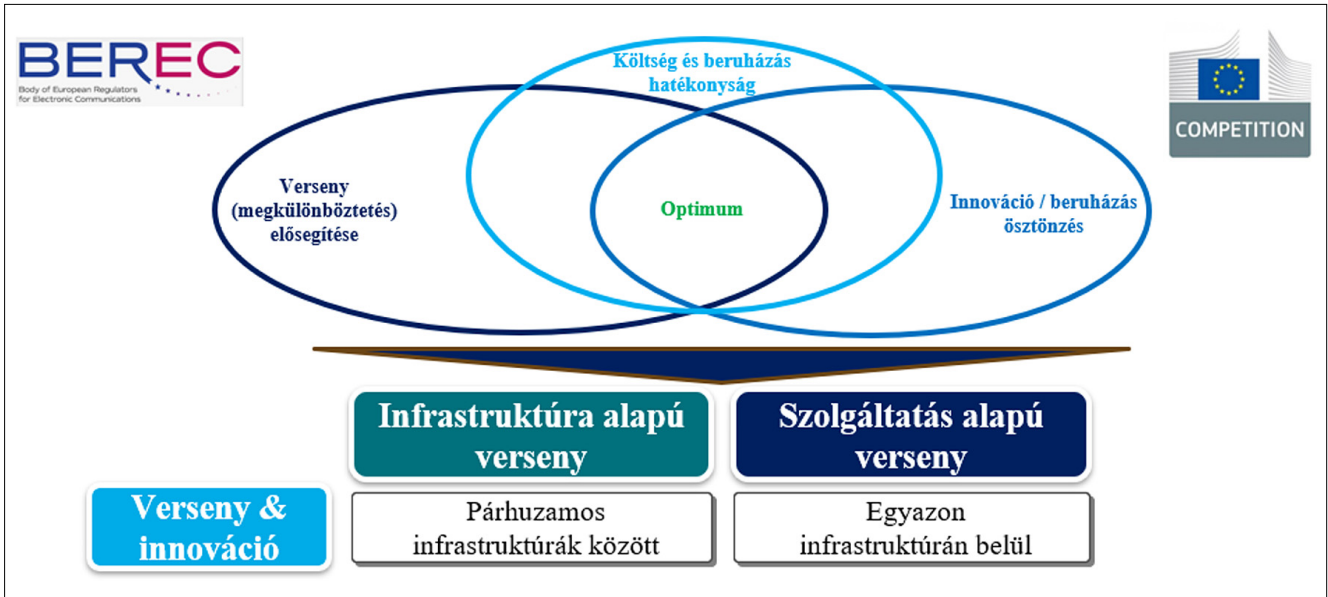 BEREC
Body of European Regulators
for Electronic Communications
Költség és beruházás
hatékonyság
COMPETITION
Verseny
(megkülönböztetés)
elősegítése
Optimum
Innováció / beruházás
ösztönzés
Infrastruktúra alapú
verseny
Szolgáltatás alapú
verseny
Verseny &
innováció
Párhuzamos
infrastruktúrák között
Egyazon
infrastruktúrán belül